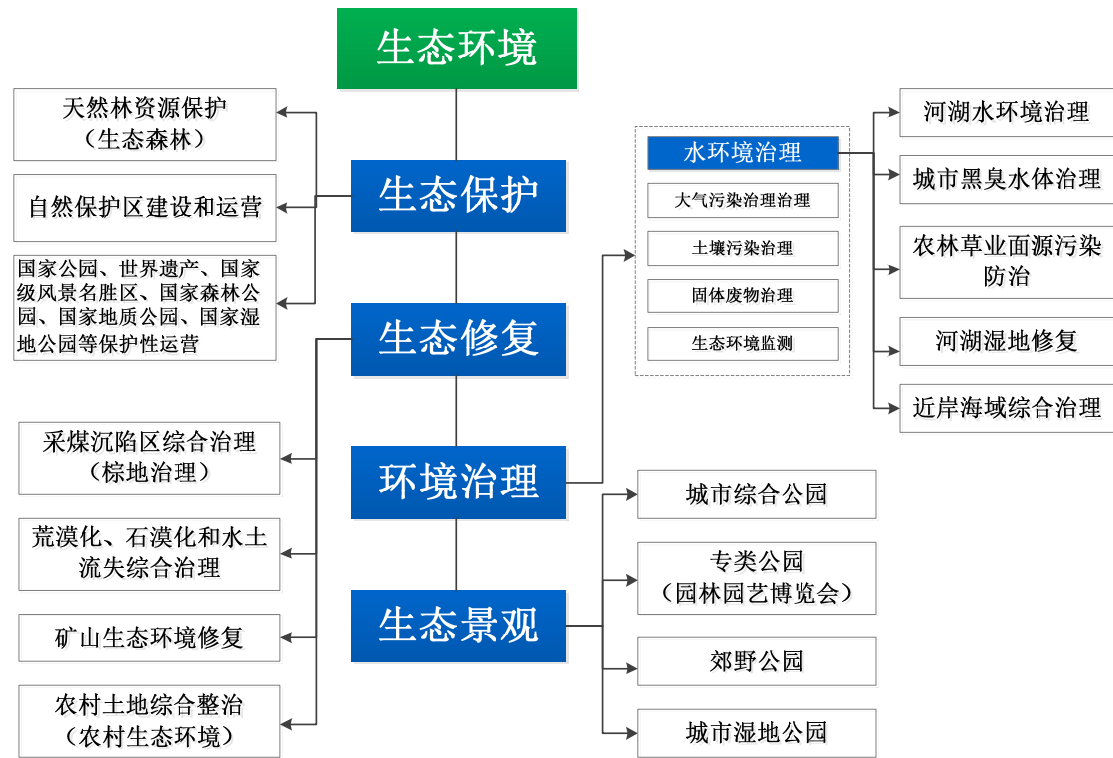 生态环境
生态保护
天然林资源保护
（生态森林）
自然保护区建设和运营
国家公园、世界遗产、国家
级风景名胜区、国家森林公
园、国家地质公园、国家湿
地公园等保护性运营
生态修复
采煤沉陷区综合治理
（棕地治理）
荒漠化、石漠化和水土
流失综合治理
矿山生态环境修复
农村土地综合整治
（农村生态环境）
环境治理
水环境治理
大气污染治理治理
土壤污染治理
固体废物治理
生态环境监测
河湖水环境治理
城市黑臭水体治理
农林草业面源污染
防治
河湖湿地修复
近岸海域综合治理
生态景观
城市综合公园
专类公园
（园林园艺博览会）
郊野公园
城市湿地公园